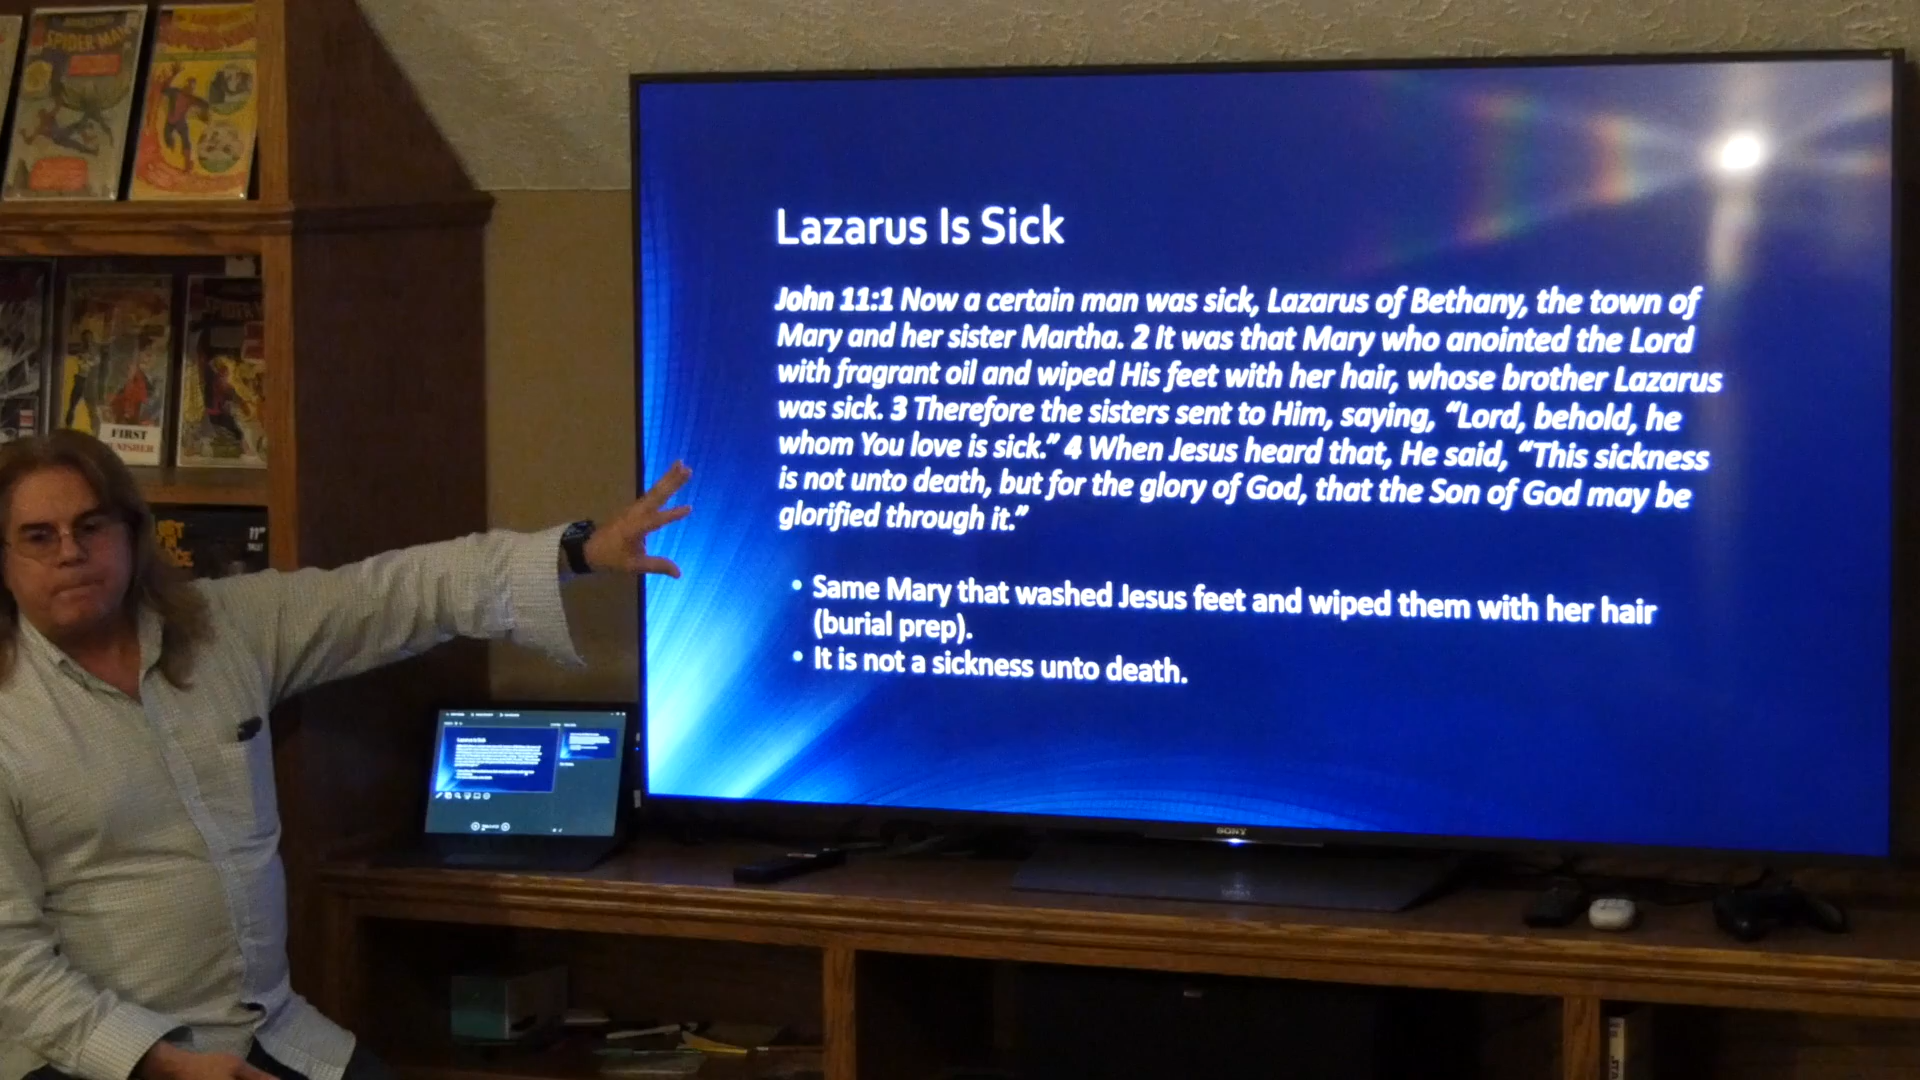 SPIDER-MAN
Lazarus Is Sick
John 11:1 Now a certain man was sick, Lazarus of Bethany, the town of
Mary and her sister Martha. 2 It was that Mary who anointed the Lord
with fragrant oil and wiped His feet with her hair, whose brother Lazarus
was sick. 3 Therefore the sisters sent to Him, saying, “Lord, behold, he
whom You love is sick.” 4 When Jesus heard that, He said, “This sickness
is not unto death, but for the glory of God, that the Son of God may be
glorified through it.”
• Same Mary that washed Jesus feet and wiped them with her hair
(burial prep).
• It is not a sickness unto death.
FIRST
11"
Lazarus Is Sick
SONY